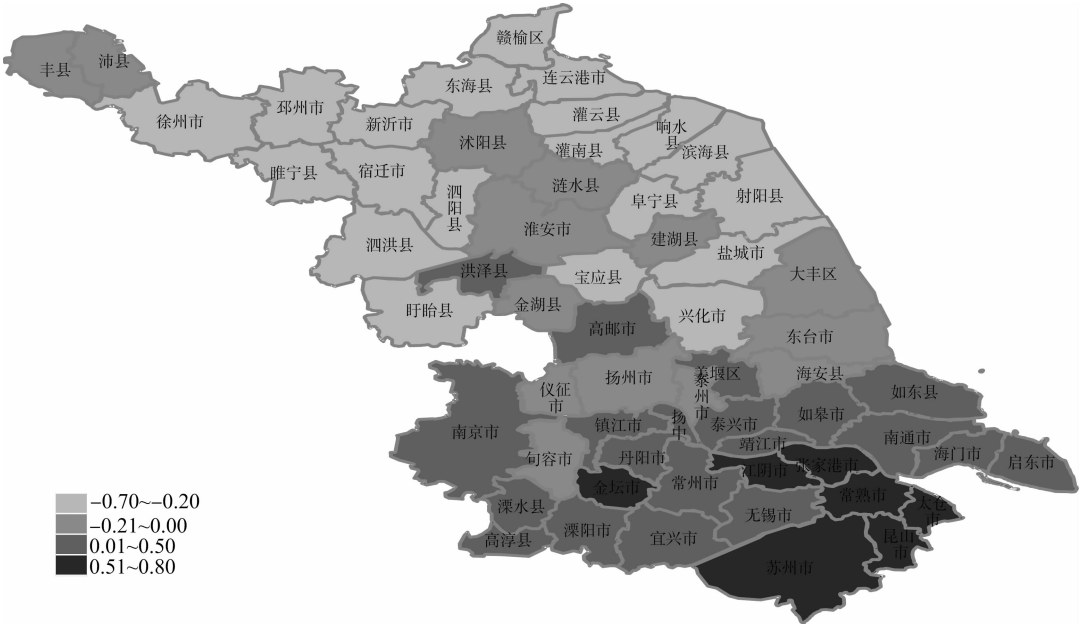 赣榆区
连云港市
东海县
丰县
沛县
徐州市
邳州市
新沂市
灌云县
响水
县
滨海县
沭阳县
灌南县
睢宁县
宿迁市
泗
阳
县
涟水县
阜宁县
射阳县
泗洪县
淮安市
建湖县
盐城市
洪泽县
宝应县
大丰区
盱眙县
金湖县
高邮市
兴化市
东台市
仪征
市
扬州市
姜堰区
泰
州
市
海安县
如东县
南京市
镇江市
扬
中
泰兴市
如皋市
南通市
海门市
启东市
靖江市
句容市
丹阳市
金坛市
常州市
江阴市
张家港市
常熟市
太仓
市
溧水县
高淳县
溧阳市
宜兴市
无锡市
昆山
市
苏州市
−0.70~−0.20
−0.21~0.00
0.01~0.50
0.51~0.80